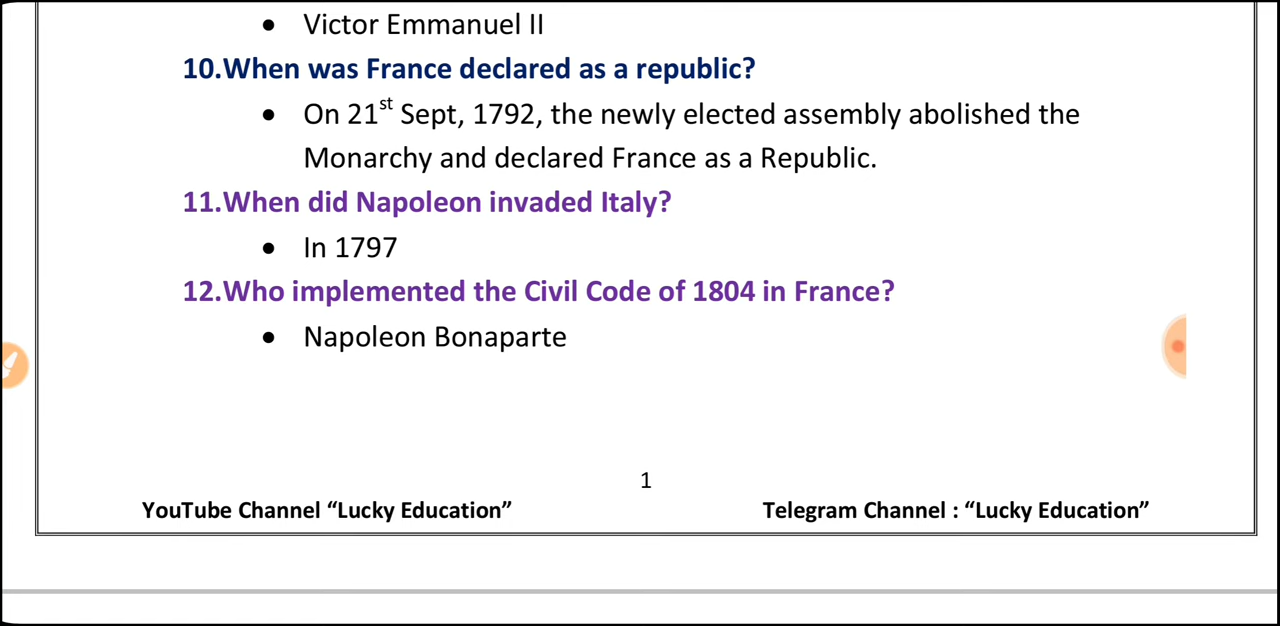 • Victor Emmanuel II
10.When was France declared as a republic?
• On 21st Sept, 1792, the newly elected assembly abolished the
Monarchy and declared France as a Republic.
11.When did Napoleon invaded Italy?
• In 1797
12.Who implemented the Civil Code of 1804 in France?
• Napoleon Bonaparte
1
YouTube Channel “Lucky Education” Telegram Channel : “Lucky Education”